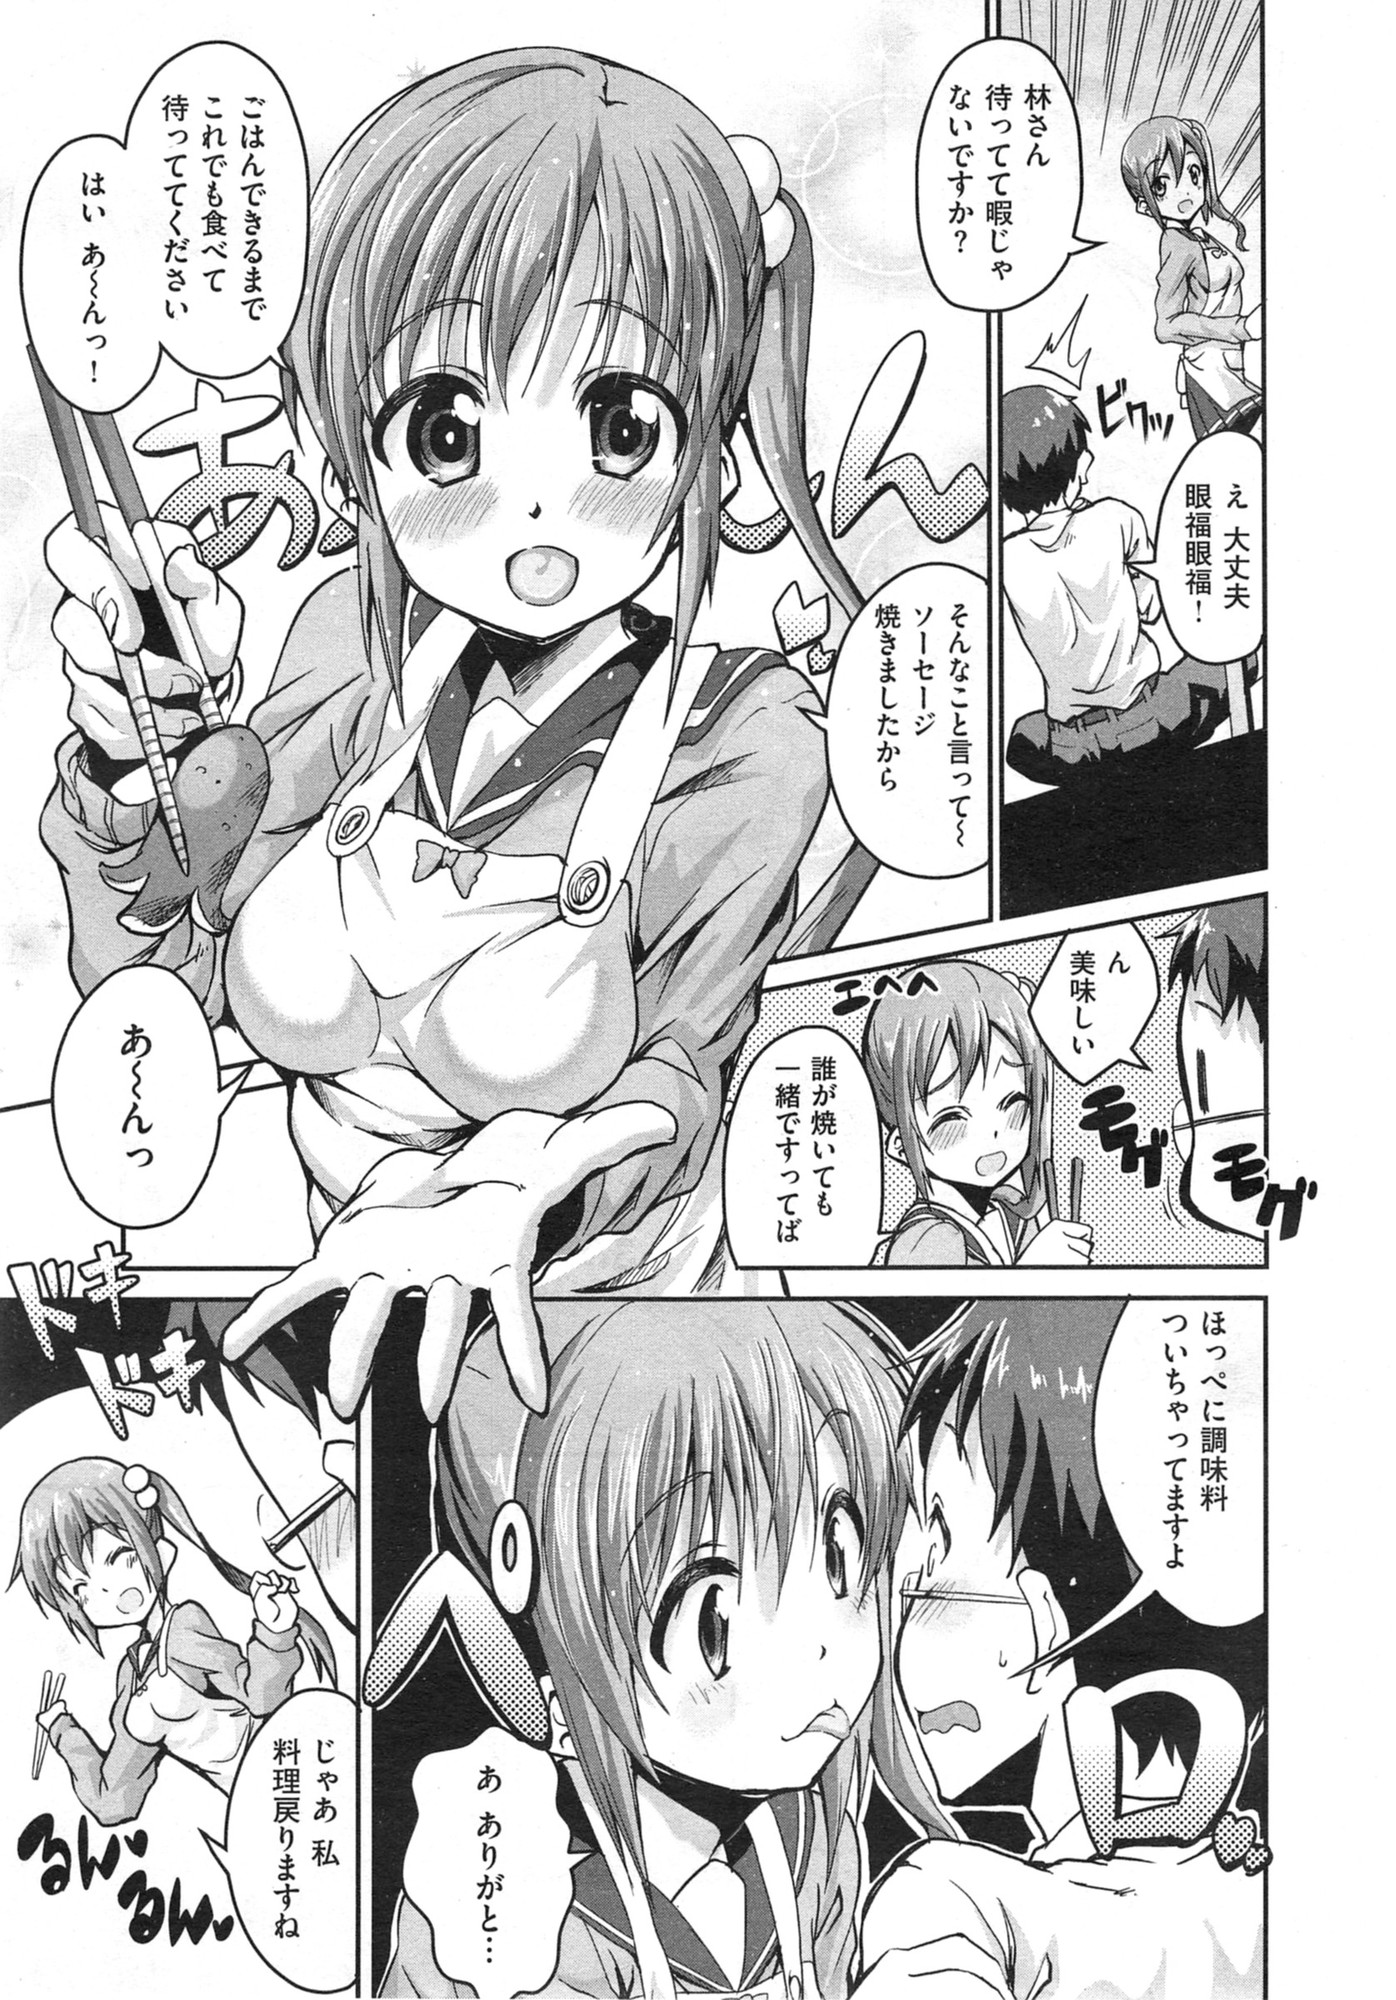 林さん
待ってて暇じゃ
ないですか？
ビクッ
え 大丈夫
眼福眼福！
そんなこと言って〜
ソーセージ
焼きましたから
ごはんできるまで
これでも食べて
待っててください
はい あ〜んっ！
あ〜ん
あ〜んっ
ん
美味しい
モグ
モグ
エヘヘ
誰が焼いても
一緒ですってば
ほっぺに調味料
ついちゃってますよ
ペロ
あ ありがと…
ドキ
ドキ
じゃあ 私
料理戻りますね
るん
るん